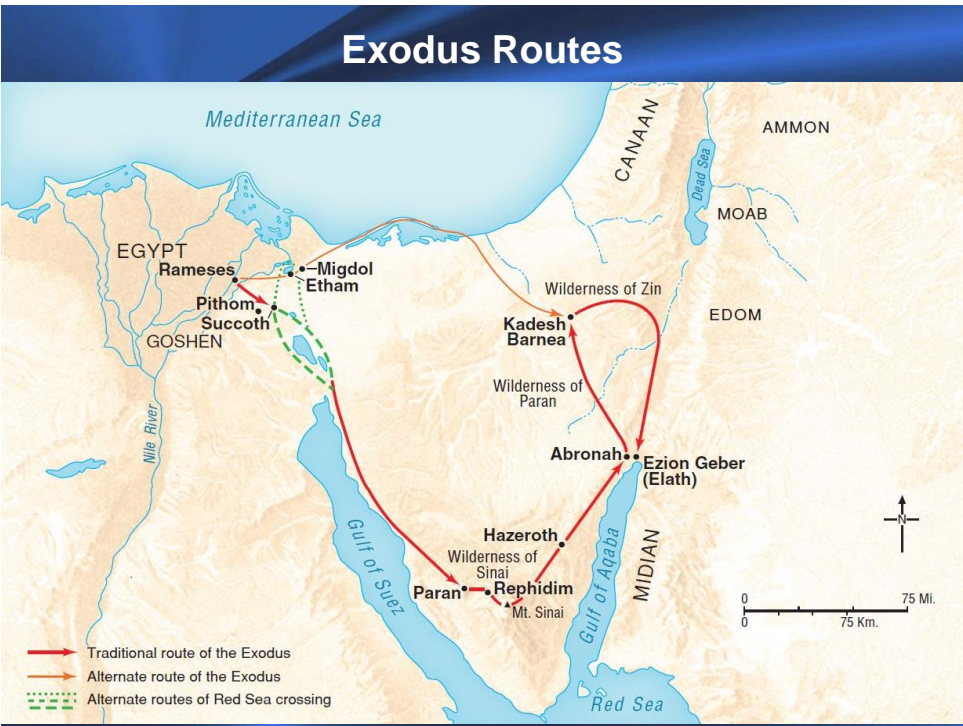 Exodus Routes
Mediterranean Sea
CANAAN
AMMON
Dead Sea
MOAB
EGYPT
Rameses
Migdol
Etham
Wilderness of Zin
Pithom
Succoth
GOSHEN
Kadesh
Barnea
EDOM
Wilderness of
Paran
Nile River
Abronah
Ezion Geber
(Elath)
N
Gulf of Suez
Hazeroth
Wilderness of
Sinai
Paran
Rephidim
Mt. Sinai
Gulf of Aqaba
MIDIAN
0
75 Mi.
0
75 Km.
Traditional route of the Exodus
Alternate route of the Exodus
Alternate routes of Red Sea crossing
Red Sea